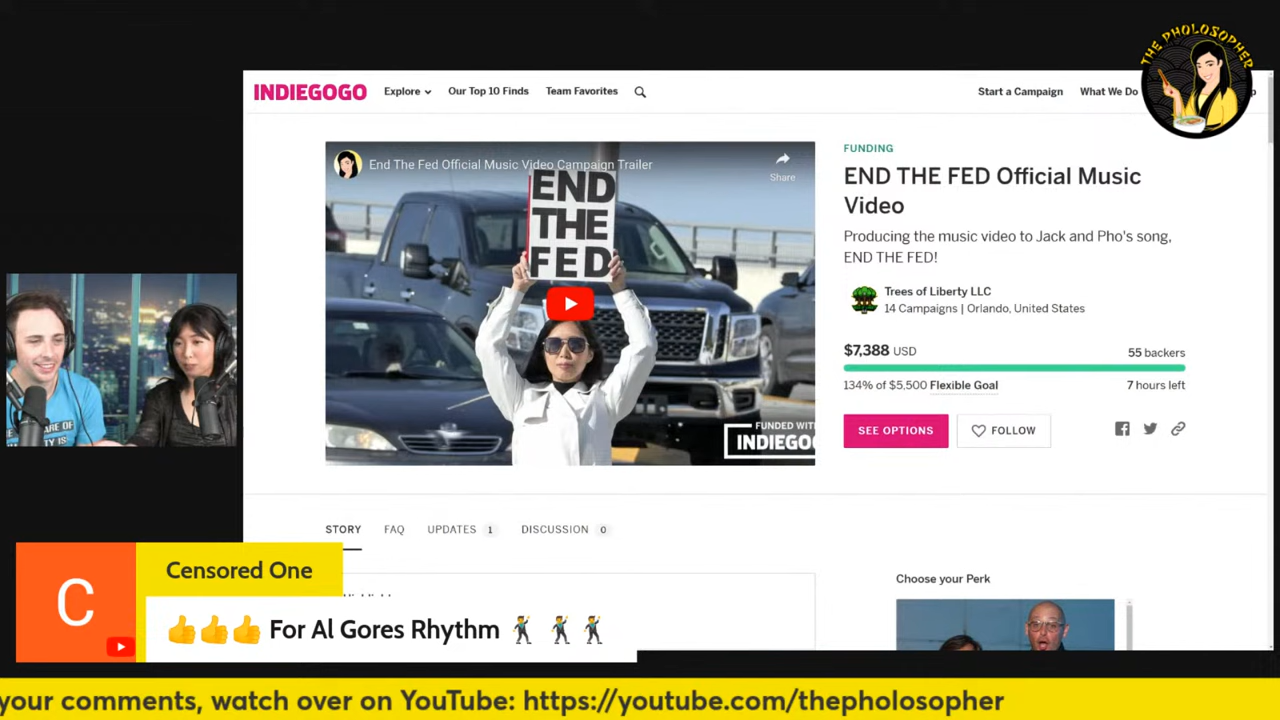 THE PHOLOSOPHER
INDIEGOGO
Explore
Our Top 10 Finds
Team Favorites
Start a Campaign
What We Do
End The Fed Official Music Video Campaign Trailer
Share
END
THE
FED
FUNDED WITH
INDIEGOGO
FUNDING
END THE FED Official Music
Video
Producing the music video to Jack and Pho's song,
END THE FED!
Trees of Liberty LLC
14 Campaigns | Orlando, United States
$7,388 USD
55 backers
134% of $5,500 Flexible Goal
7 hours left
SEE OPTIONS
FOLLOW
STORY
FAQ
UPDATES 1
DISCUSSION 0
Choose your Perk
C
Censored One
👍👍👍 For Al Gores Rhythm 🕺🕺🕺
your comments, watch over on YouTube: https://youtube.com/thepholosopher